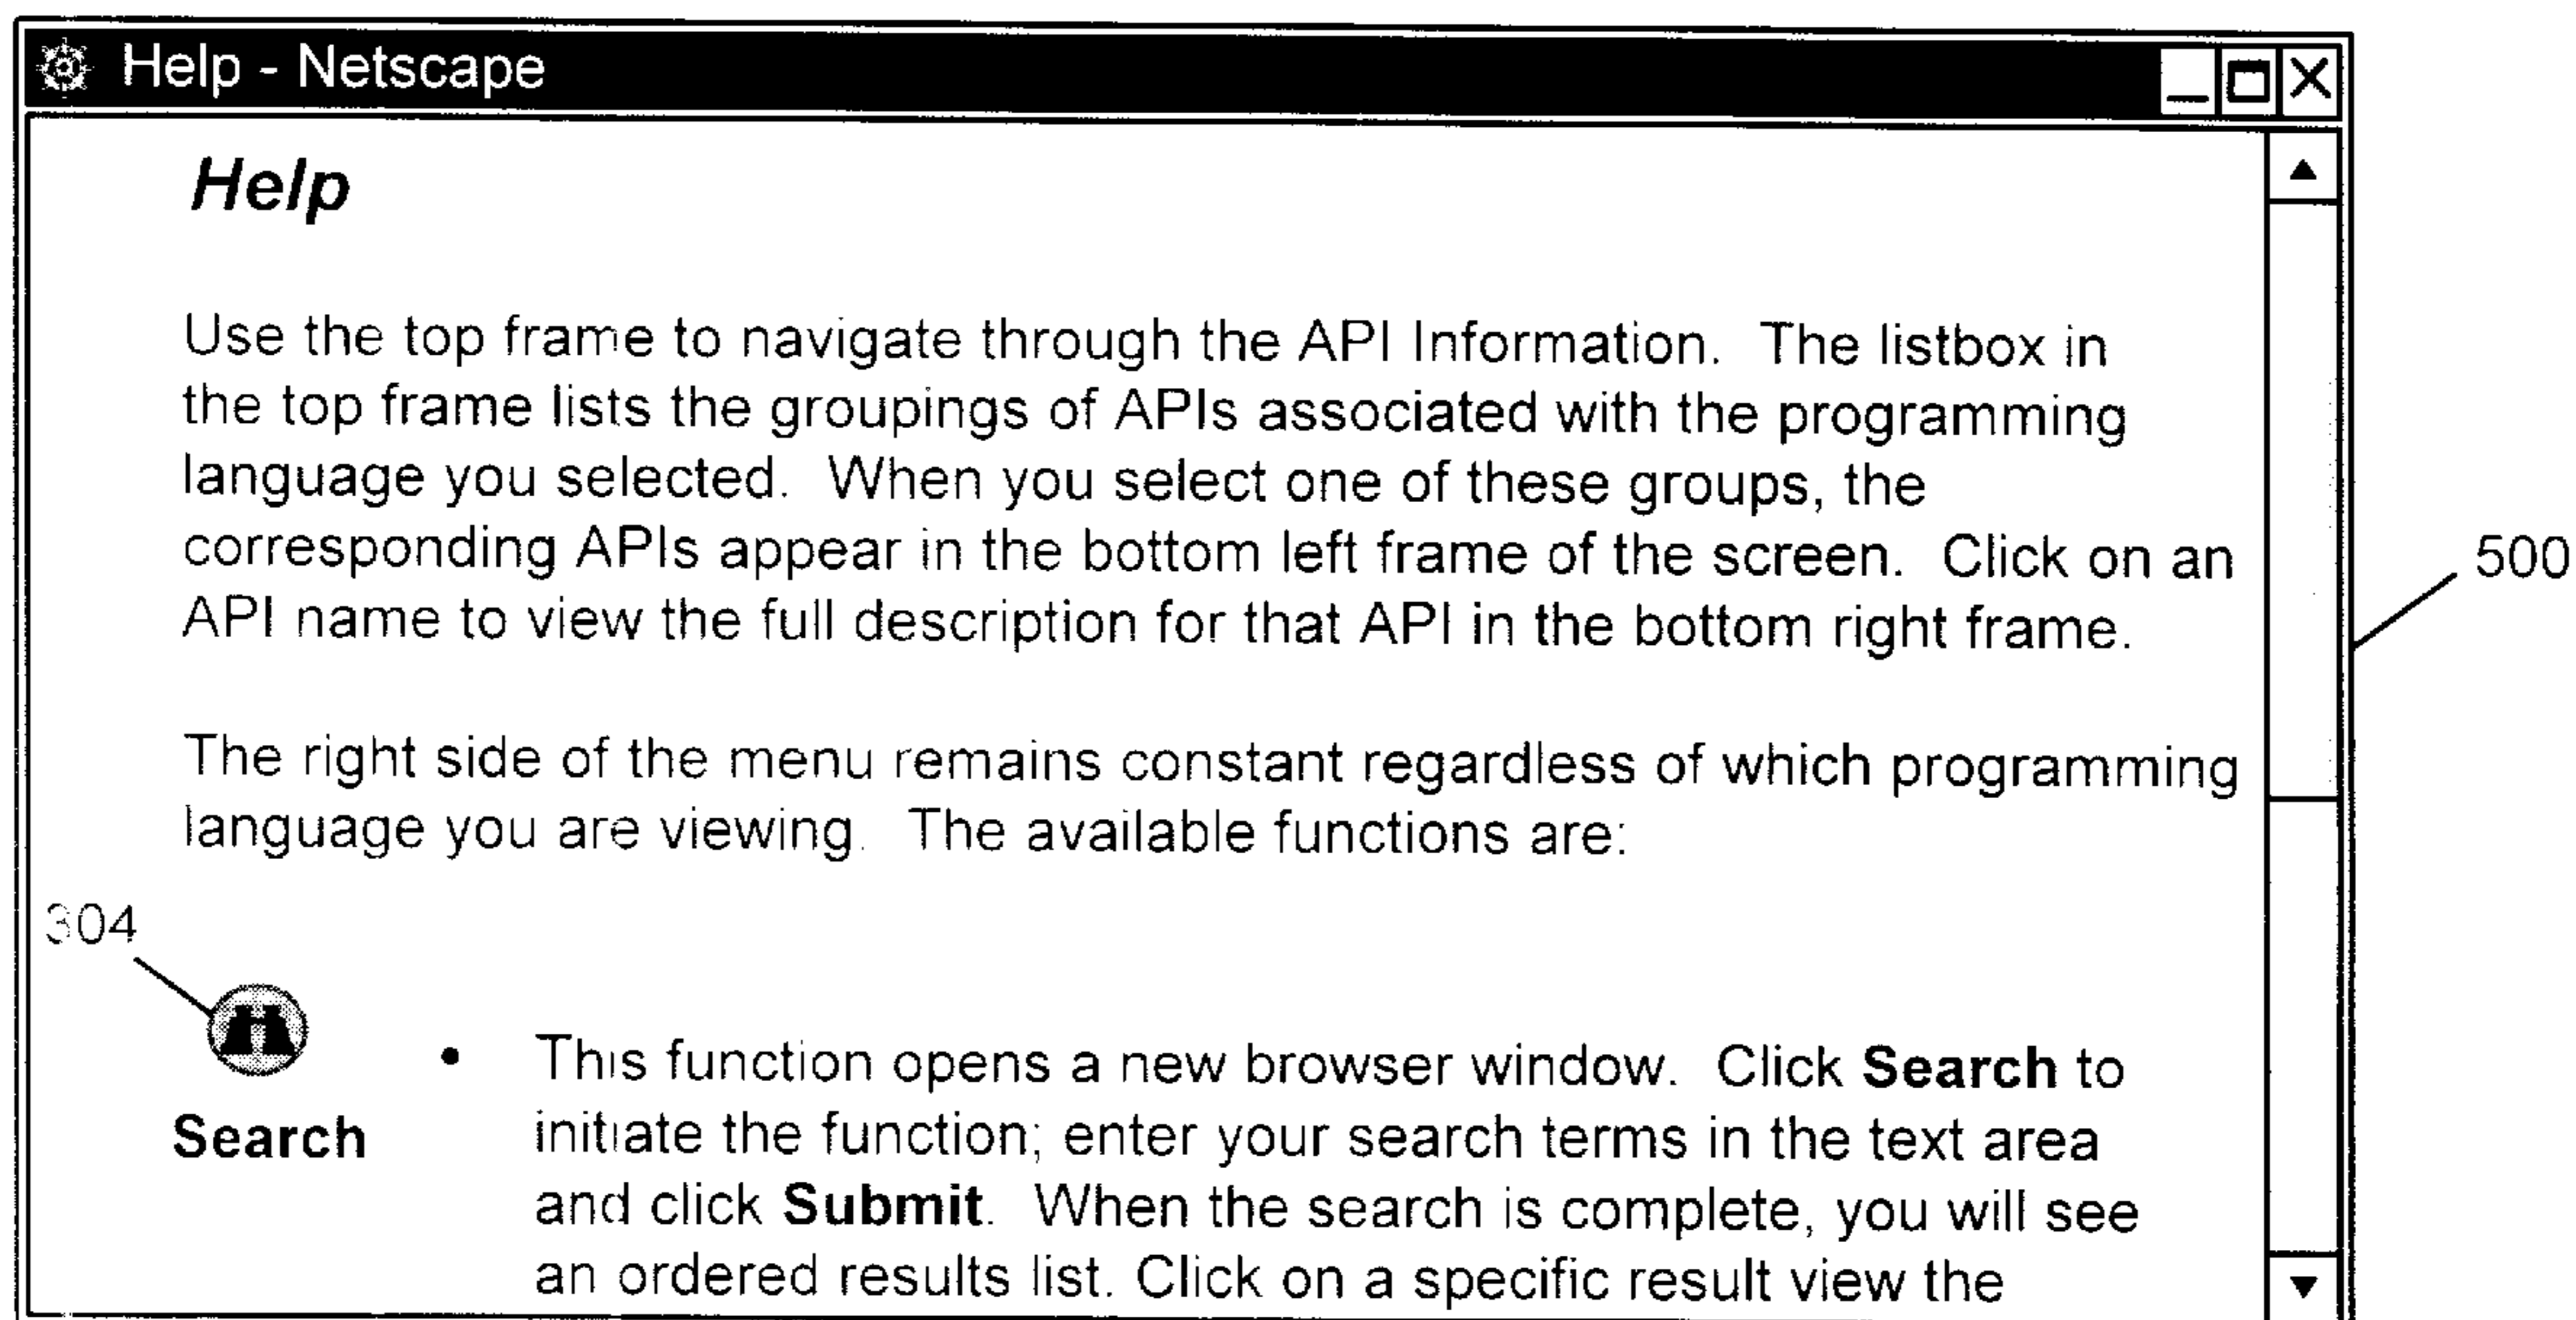 Help - Netscape
Help
Use the top frame to navigate through the API Information. The listbox in
the top frame lists the groupings of APIs associated with the programming
language you selected. When you select one of these groups, the
corresponding APIs appear in the bottom left frame of the screen. Click on an
API name to view the full description for that API in the bottom right frame.
500
The right side of the menu remains constant regardless of which programming
language you are viewing. The available functions are:
304
Search
• This function opens a new browser window. Click Search to
initiate the function; enter your search terms in the text area
and click Submit. When the search is complete, you will see
an ordered results list. Click on a specific result view the